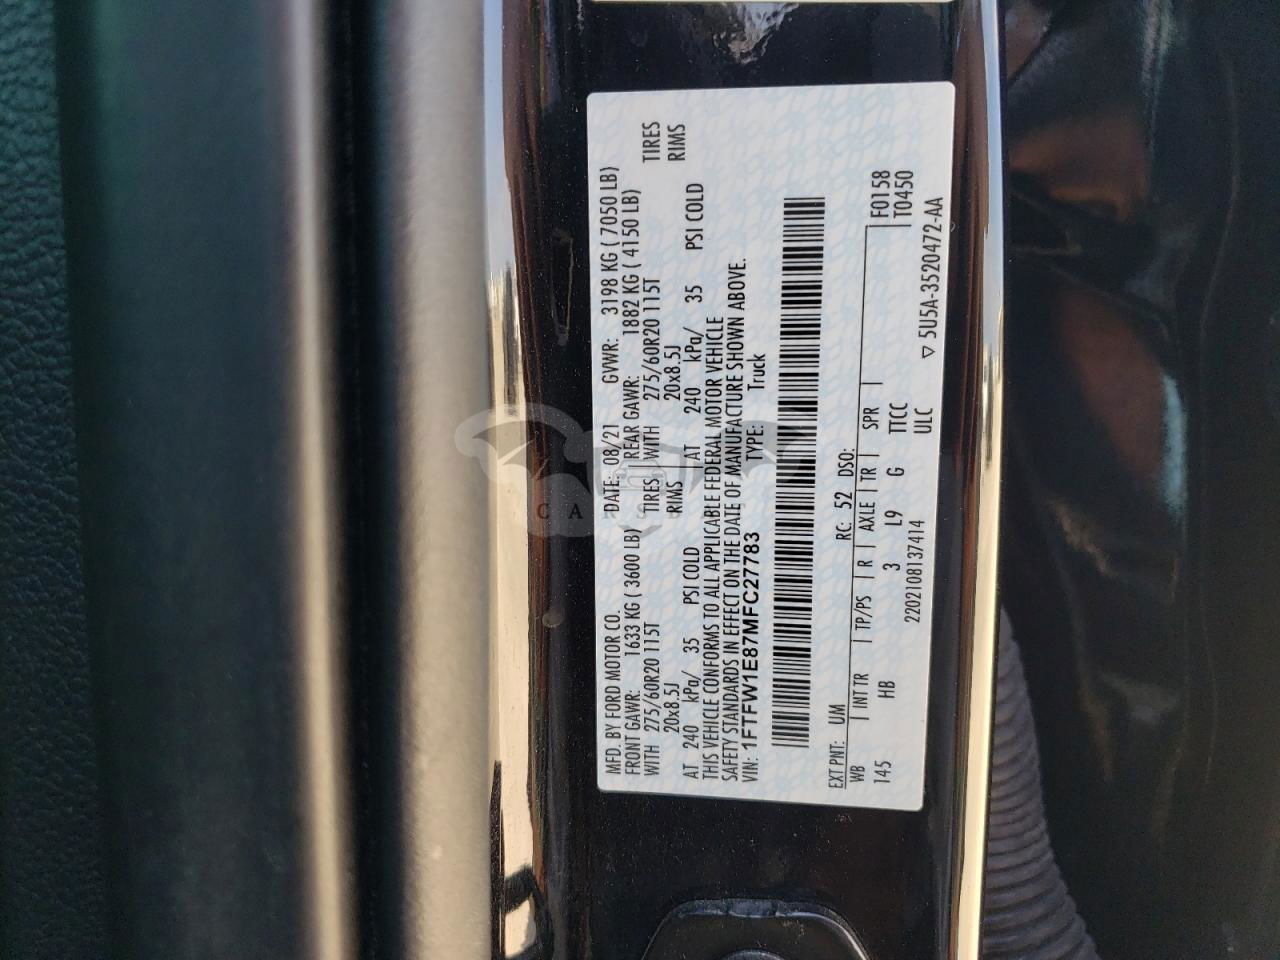 MFD. BY FORD MOTOR CO. DATE: 08/21 GVWR: 3198 KG ( 7050 LB)
FRONT GAWR: 1633 KG ( 3600 LB) REAR GAWR: 1882 KG ( 4150 LB)
WITH 275/60R20 115T TIRES WITH 275/60R20 115T TIRES
20x8.5J RIMS 20x8.5J RIMS
AT 240 kPa/ 35 PSI COLD AT 240 kPa/ 35 PSI COLD
THIS VEHICLE CONFORMS TO ALL APPLICABLE FEDERAL MOTOR VEHICLE
SAFETY STANDARDS IN EFFECT ON THE DATE OF MANUFACTURE SHOWN ABOVE.
VIN: 1FTFW1E87MFC27783 TYPE: Truck
EXT PNT: UM RC: 52 DSO:
WB INT TR TP/PS R AXLE TR SPR F0158
145 HB 3 L9 G TTCC T0450
2202108137414 ULC ▽ 5U5A-3520472-AA